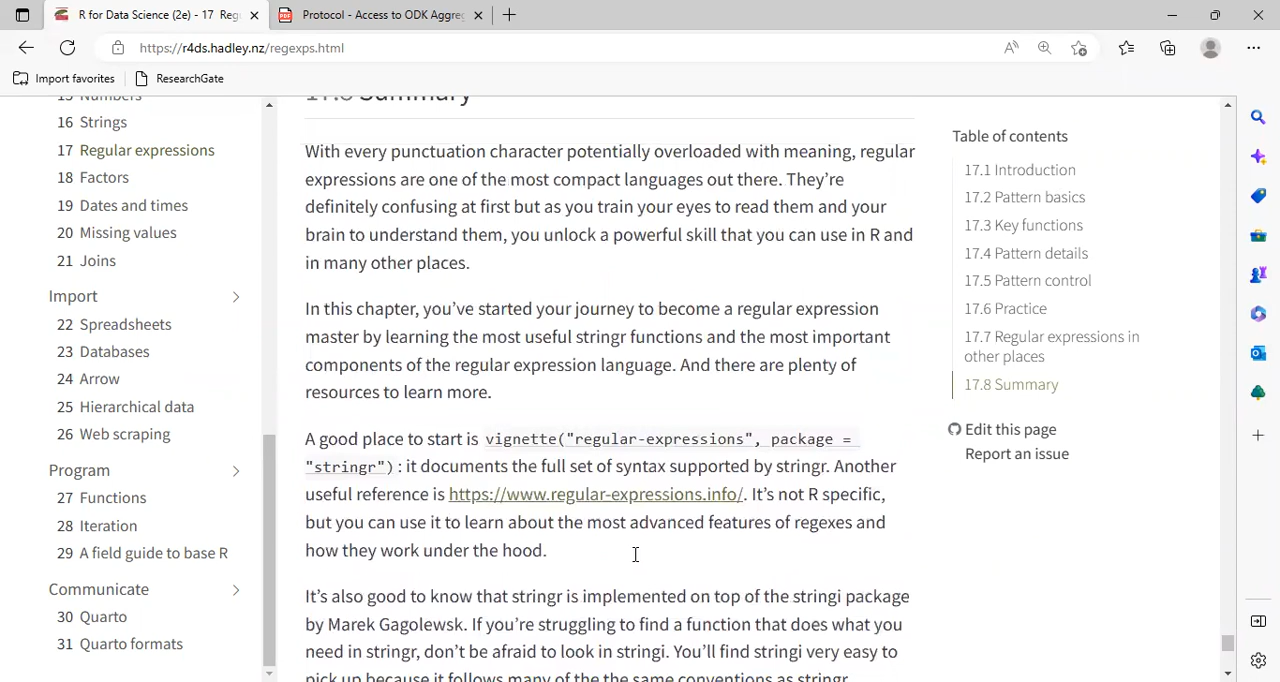 R for Data Science (2e) - 17 Reg
Protocol - Access to ODK Aggreg
https://r4ds.hadley.nz/regexps.html
Import favorites
ResearchGate
15 Numbers
16 Strings
17 Regular expressions
18 Factors
19 Dates and times
20 Missing values
21 Joins
Import
22 Spreadsheets
23 Databases
24 Arrow
25 Hierarchical data
26 Web scraping
Program
27 Functions
28 Iteration
29 A field guide to base R
Communicate
30 Quarto
31 Quarto formats
17.8 Summary
With every punctuation character potentially overloaded with meaning, regular
expressions are one of the most compact languages out there. They’re
definitely confusing at first but as you train your eyes to read them and your
brain to understand them, you unlock a powerful skill that you can use in R and
in many other places.
In this chapter, you’ve started your journey to become a regular expression
master by learning the most useful stringr functions and the most important
components of the regular expression language. And there are plenty of
resources to learn more.
A good place to start is vignette("regular-expressions", package =
"stringr"): it documents the full set of syntax supported by stringr. Another
useful reference is https://www.regular-expressions.info/. It’s not R specific,
but you can use it to learn about the most advanced features of regexes and
how they work under the hood.
It’s also good to know that stringr is implemented on top of the stringi package
by Marek Gagolewsk. If you’re struggling to find a function that does what you
need in stringr, don’t be afraid to look in stringi. You’ll find stringi very easy to
pick up because it follows many of the the same conventions as stringr.
Table of contents
17.1 Introduction
17.2 Pattern basics
17.3 Key functions
17.4 Pattern details
17.5 Pattern control
17.6 Practice
17.7 Regular expressions in
other places
17.8 Summary
Edit this page
Report an issue